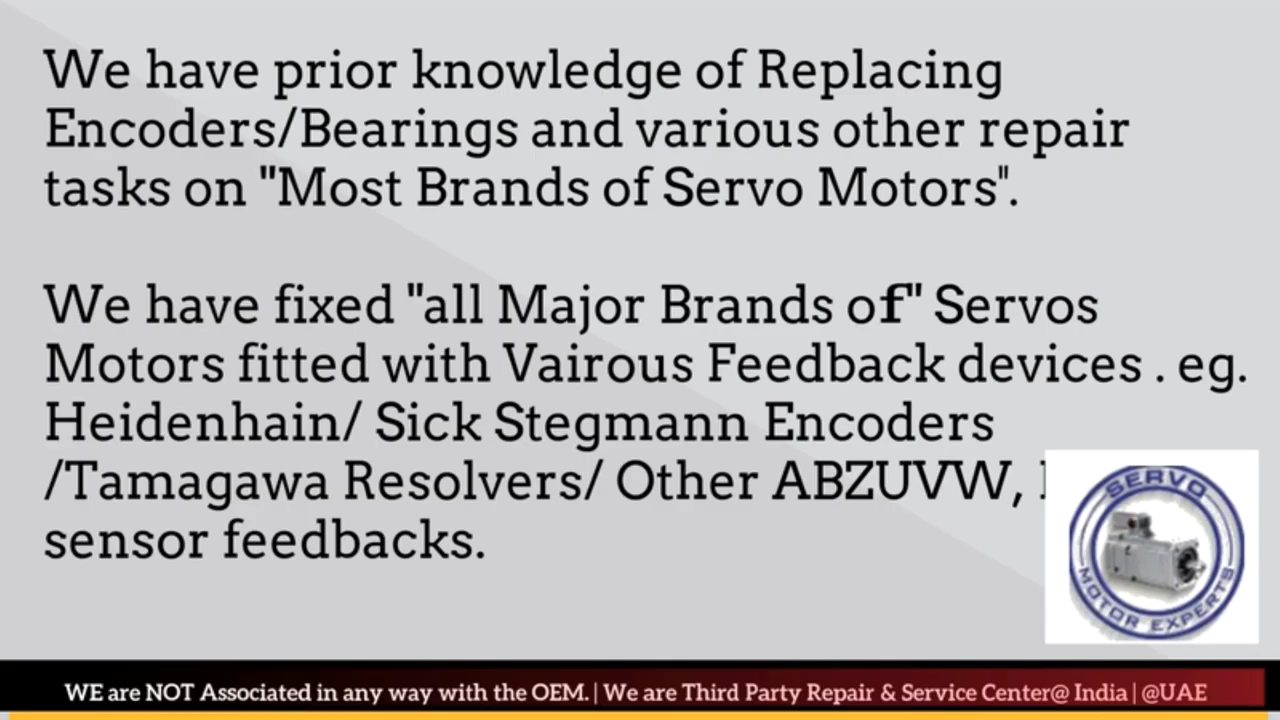 We have prior knowledge of Replacing
Encoders/Bearings and various other repair
tasks on "Most Brands of Servo Motors".
We have fixed "all Major Brands of" Servos
Motors fitted with Vairous Feedback devices . eg.
Heidenhain/ Sick Stegmann Encoders
/Tamagawa Resolvers/ Other ABZUVW,
sensor feedbacks.
SERVO
MOTOR EXPERTS
WE are NOT Associated in any way with the OEM. | We are Third Party Repair & Service Center@ India | @UAE